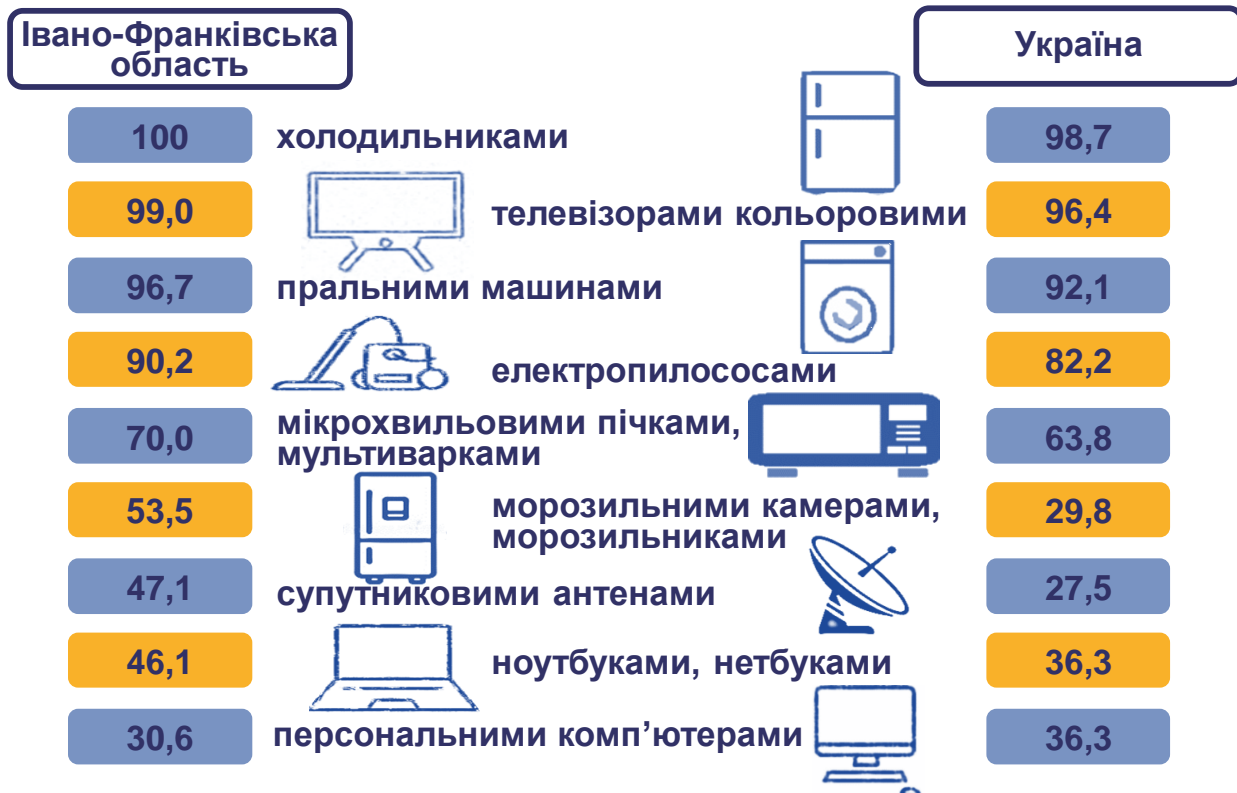 Івано-Франківська
область
Україна
100 холодильниками 98,7
99,0 телевізорами кольоровими 96,4
96,7 пральними машинами 92,1
90,2 електропилососами 82,2
70,0 мікрохвильовими пічками,
мультиварками 63,8
53,5 морозильними камерами,
морозильниками 29,8
47,1 супутниковими антенами 27,5
46,1 ноутбуками, нетбуками 36,3
30,6 персональними комп’ютерами 36,3